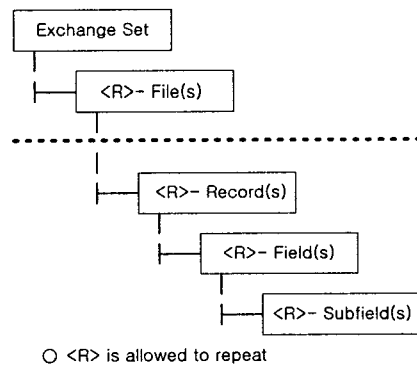 Exchange Set
<R>- File(s)
<R>- Record(s)
<R>- Field(s)
<R>- Subfield(s)
○ <R> is allowed to repeat